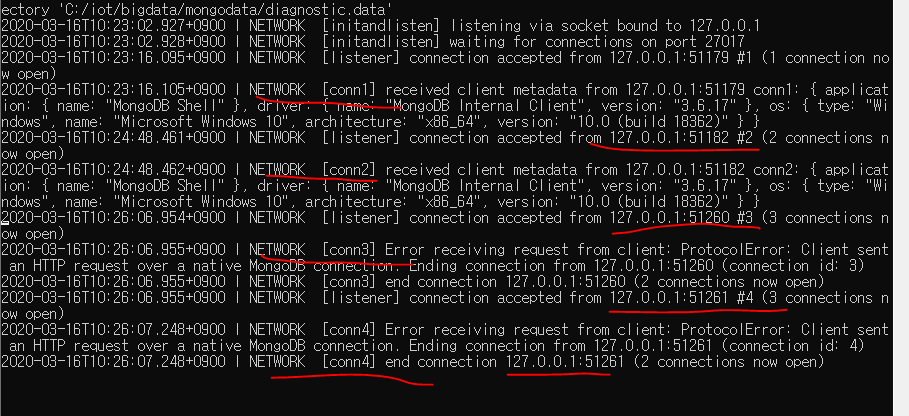 ectory 'C:/iot/bigdata/mongodata/diagnostic.data'
2020-03-16T10:23:02.927+0900 I NETWORK  [initandlisten] listening via socket bound to 127.0.0.1
2020-03-16T10:23:02.928+0900 I NETWORK  [initandlisten] waiting for connections on port 27017
2020-03-16T10:23:16.095+0900 I NETWORK  [listener] connection accepted from 127.0.0.1:51179 #1 (1 connection no
w open)
2020-03-16T10:23:16.105+0900 I NETWORK  [conn1] received client metadata from 127.0.0.1:51179 conn1: { applicat
ion: { name: "MongoDB Shell" }, driver: { name: "MongoDB Internal Client", version: "3.6.17" }, os: { type: "Wi
ndows", name: "Microsoft Windows 10", architecture: "x86_64", version: "10.0 (build 18362)" } }
2020-03-16T10:24:48.461+0900 I NETWORK  [listener] connection accepted from 127.0.0.1:51182 #2 (2 connections n
ow open)
2020-03-16T10:24:48.462+0900 I NETWORK  [conn2] received client metadata from 127.0.0.1:51182 conn2: { applicat
ion: { name: "MongoDB Shell" }, driver: { name: "MongoDB Internal Client", version: "3.6.17" }, os: { type: "Wi
ndows", name: "Microsoft Windows 10", architecture: "x86_64", version: "10.0 (build 18362)" } }
2020-03-16T10:26:06.954+0900 I NETWORK  [listener] connection accepted from 127.0.0.1:51260 #3 (3 connections n
ow open)
2020-03-16T10:26:06.955+0900 I NETWORK  [conn3] Error receiving request from client: ProtocolError: Client sent
 an HTTP request over a native MongoDB connection. Ending connection from 127.0.0.1:51260 (connection id: 3)
2020-03-16T10:26:06.955+0900 I NETWORK  [conn3] end connection 127.0.0.1:51260 (2 connections now open)
2020-03-16T10:26:06.955+0900 I NETWORK  [listener] connection accepted from 127.0.0.1:51261 #4 (3 connections n
ow open)
2020-03-16T10:26:07.248+0900 I NETWORK  [conn4] Error receiving request from client: ProtocolError: Client sent
 an HTTP request over a native MongoDB connection. Ending connection from 127.0.0.1:51261 (connection id: 4)
2020-03-16T10:26:07.248+0900 I NETWORK  [conn4] end connection 127.0.0.1:51261 (2 connections now open)